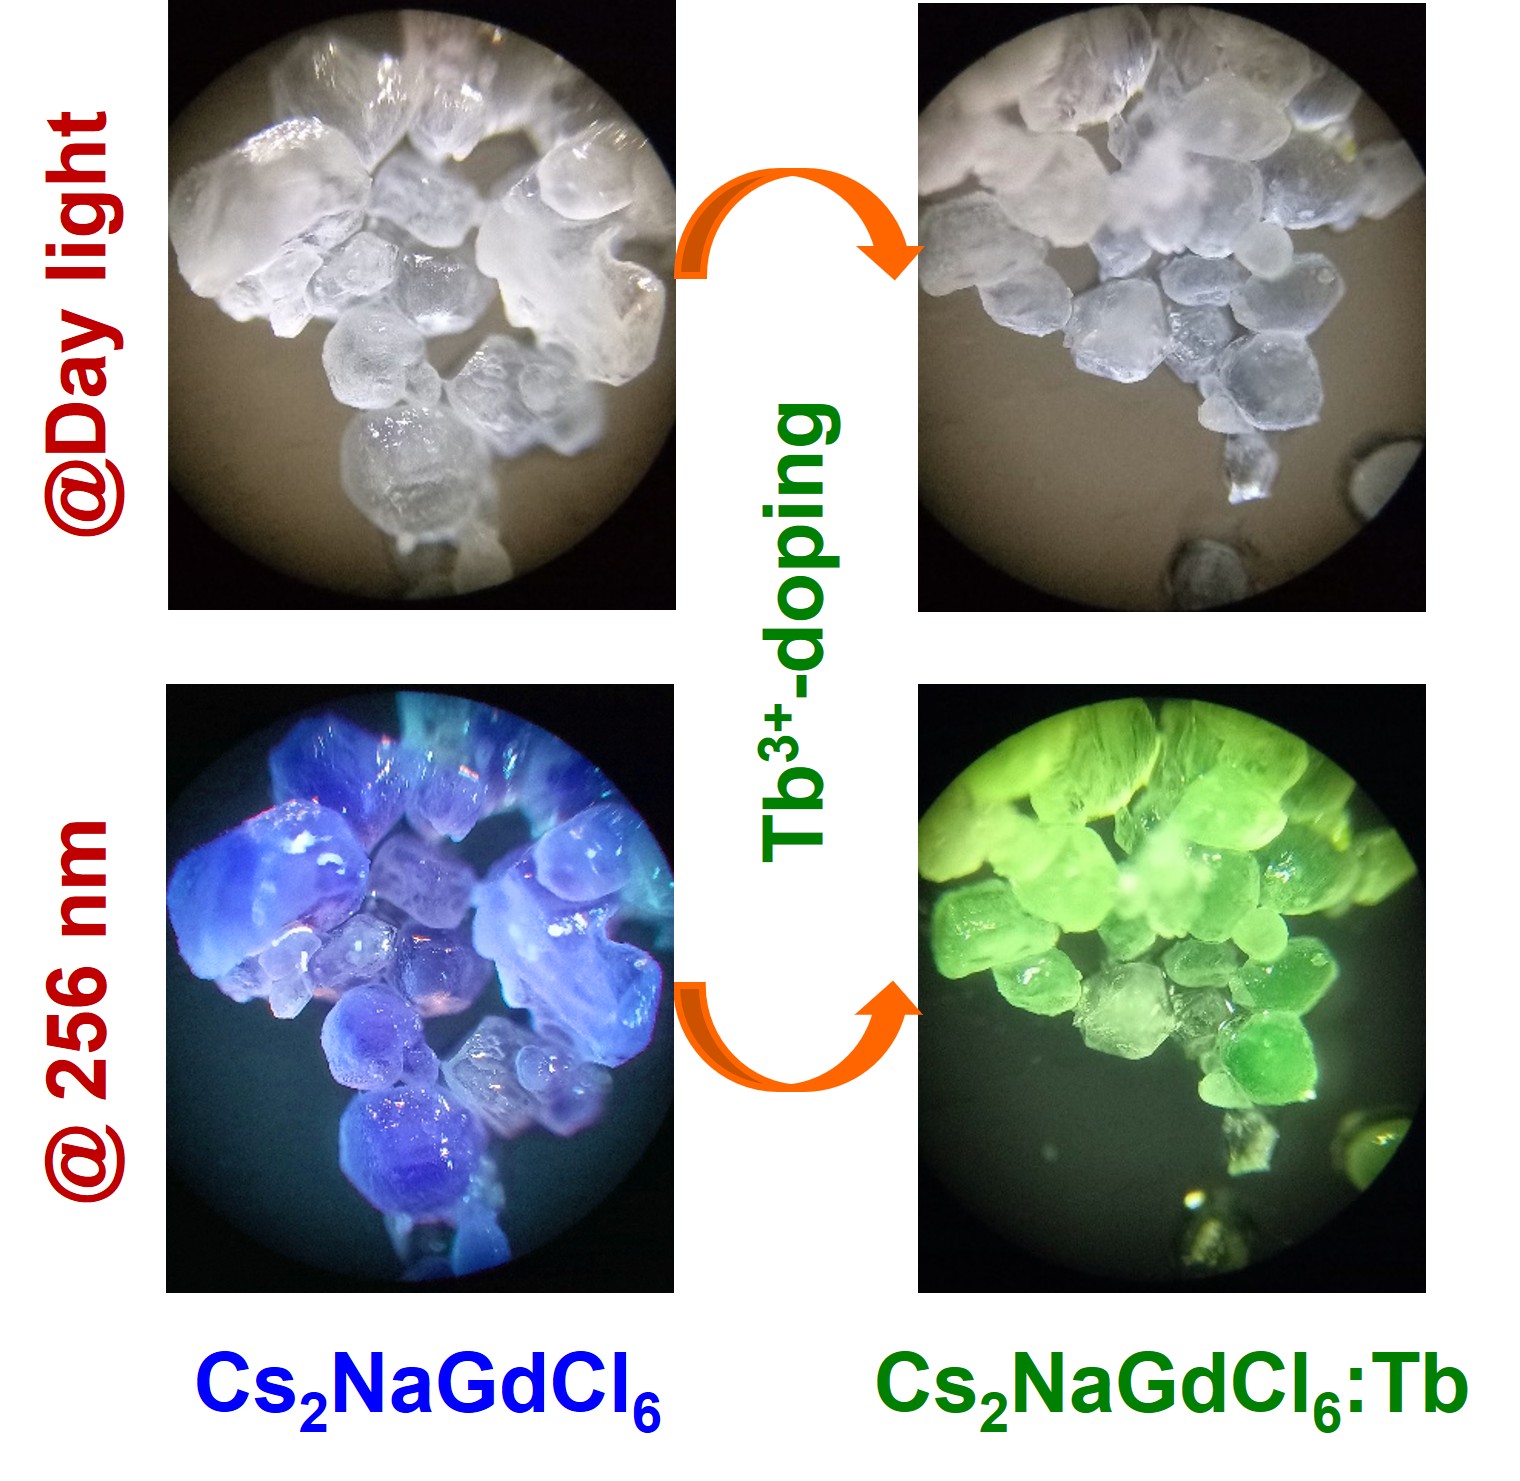 @Day light
Tb³⁺-doping
@ 256 nm
Cs₂NaGdCl₆
Cs₂NaGdCl₆:Tb